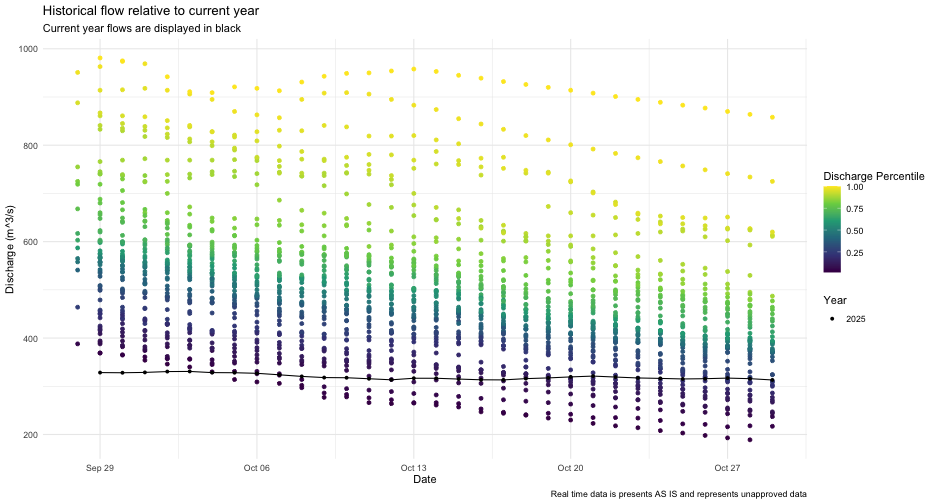 Historical flow relative to current year
Current year flows are displayed in black
Discharge (m^3/s)
1000
800
600
400
200
Sep 29
Oct 06
Oct 13
Oct 20
Oct 27
Date
Discharge Percentile
1.00
0.75
0.50
0.25
Year
2025
Real time data is presents AS IS and represents unapproved data